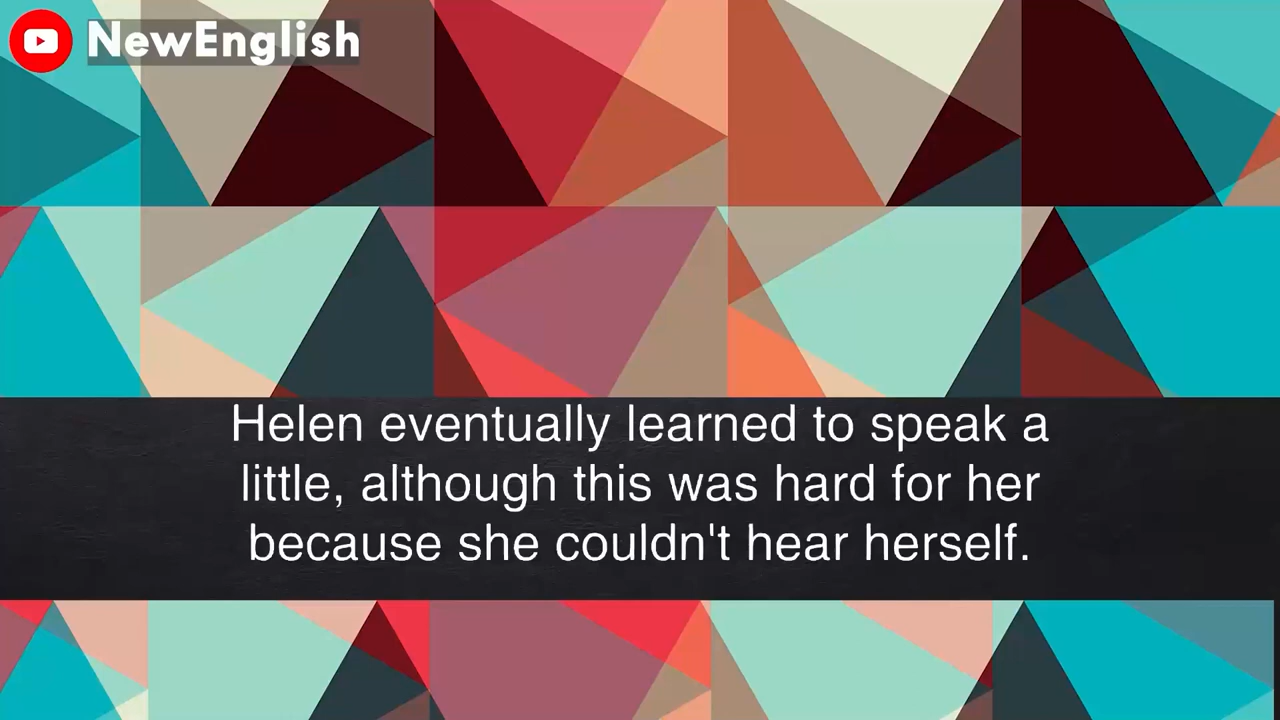 NewEnglish
Helen eventually learned to speak a
little, although this was hard for her
because she couldn't hear herself.